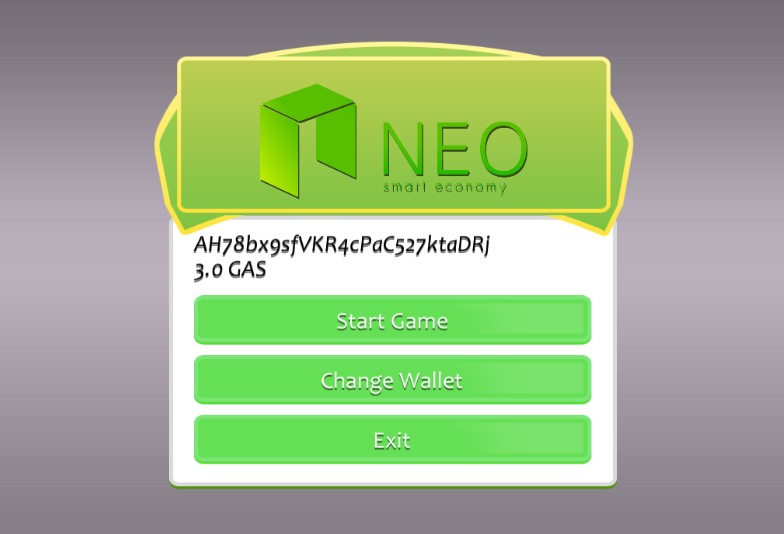 NEO
smart economy
AH78bx9sfVKR4cPaC527ktaDRj
3.0 GAS
Start Game
Change Wallet
Exit